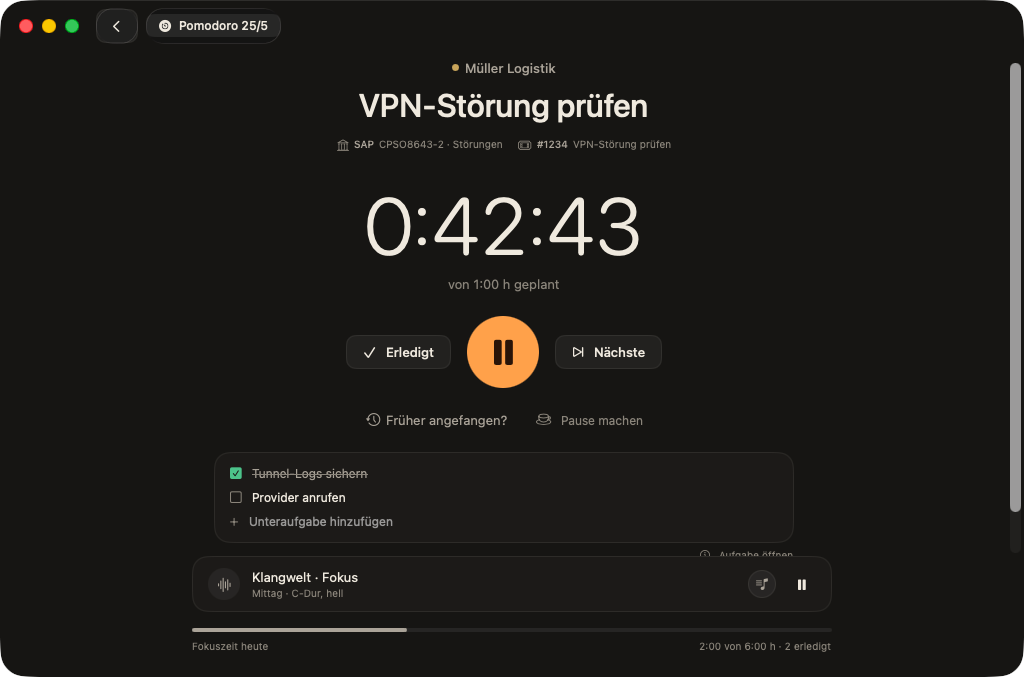 Pomodoro 25/5
Müller Logistik
VPN-Störung prüfen
SAP CPSO8643-2 · Störungen #1234 VPN-Störung prüfen
0:42:43
von 1:00 h geplant
Erledigt
Nächste
Früher angefangen? Pause machen
Tunnel-Logs sichern
Provider anrufen
+ Unteraufgabe hinzufügen
Aufgabe öffnen
Klangwelt · Fokus
Mittag · C-Dur, hell
Fokuszeit heute 2:00 von 6:00 h · 2 erledigt